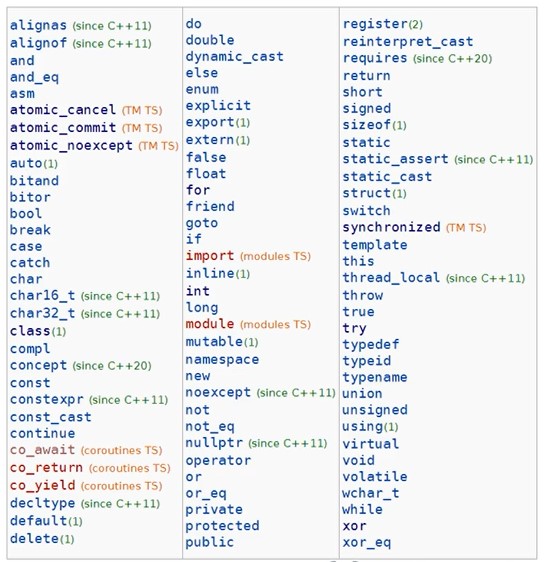 alignas (since C++11)
alignof (since C++11)
and
and_eq
asm
atomic_cancel (TM TS)
atomic_commit (TM TS)
atomic_noexcept (TM TS)
auto(1)
bitand
bitor
bool
break
case
catch
char
char16_t (since C++11)
char32_t (since C++11)
class(1)
compl
concept (since C++20)
const
constexpr (since C++11)
const_cast
continue
co_await (coroutines TS)
co_return (coroutines TS)
co_yield (coroutines TS)
decltype (since C++11)
default(1)
delete(1)
do
double
dynamic_cast
else
enum
explicit
export(1)
extern(1)
false
float
for
friend
goto
if
import (modules TS)
inline(1)
int
long
module (modules TS)
mutable(1)
namespace
new
noexcept (since C++11)
not
not_eq
nullptr (since C++11)
operator
or
or_eq
private
protected
public
register(2)
reinterpret_cast
requires (since C++20)
return
short
signed
sizeof(1)
static
static_assert (since C++11)
static_cast
struct(1)
switch
synchronized (TM TS)
template
this
thread_local (since C++11)
throw
true
try
typedef
typeid
typename
union
unsigned
using(1)
virtual
void
volatile
wchar_t
while
xor
xor_eq